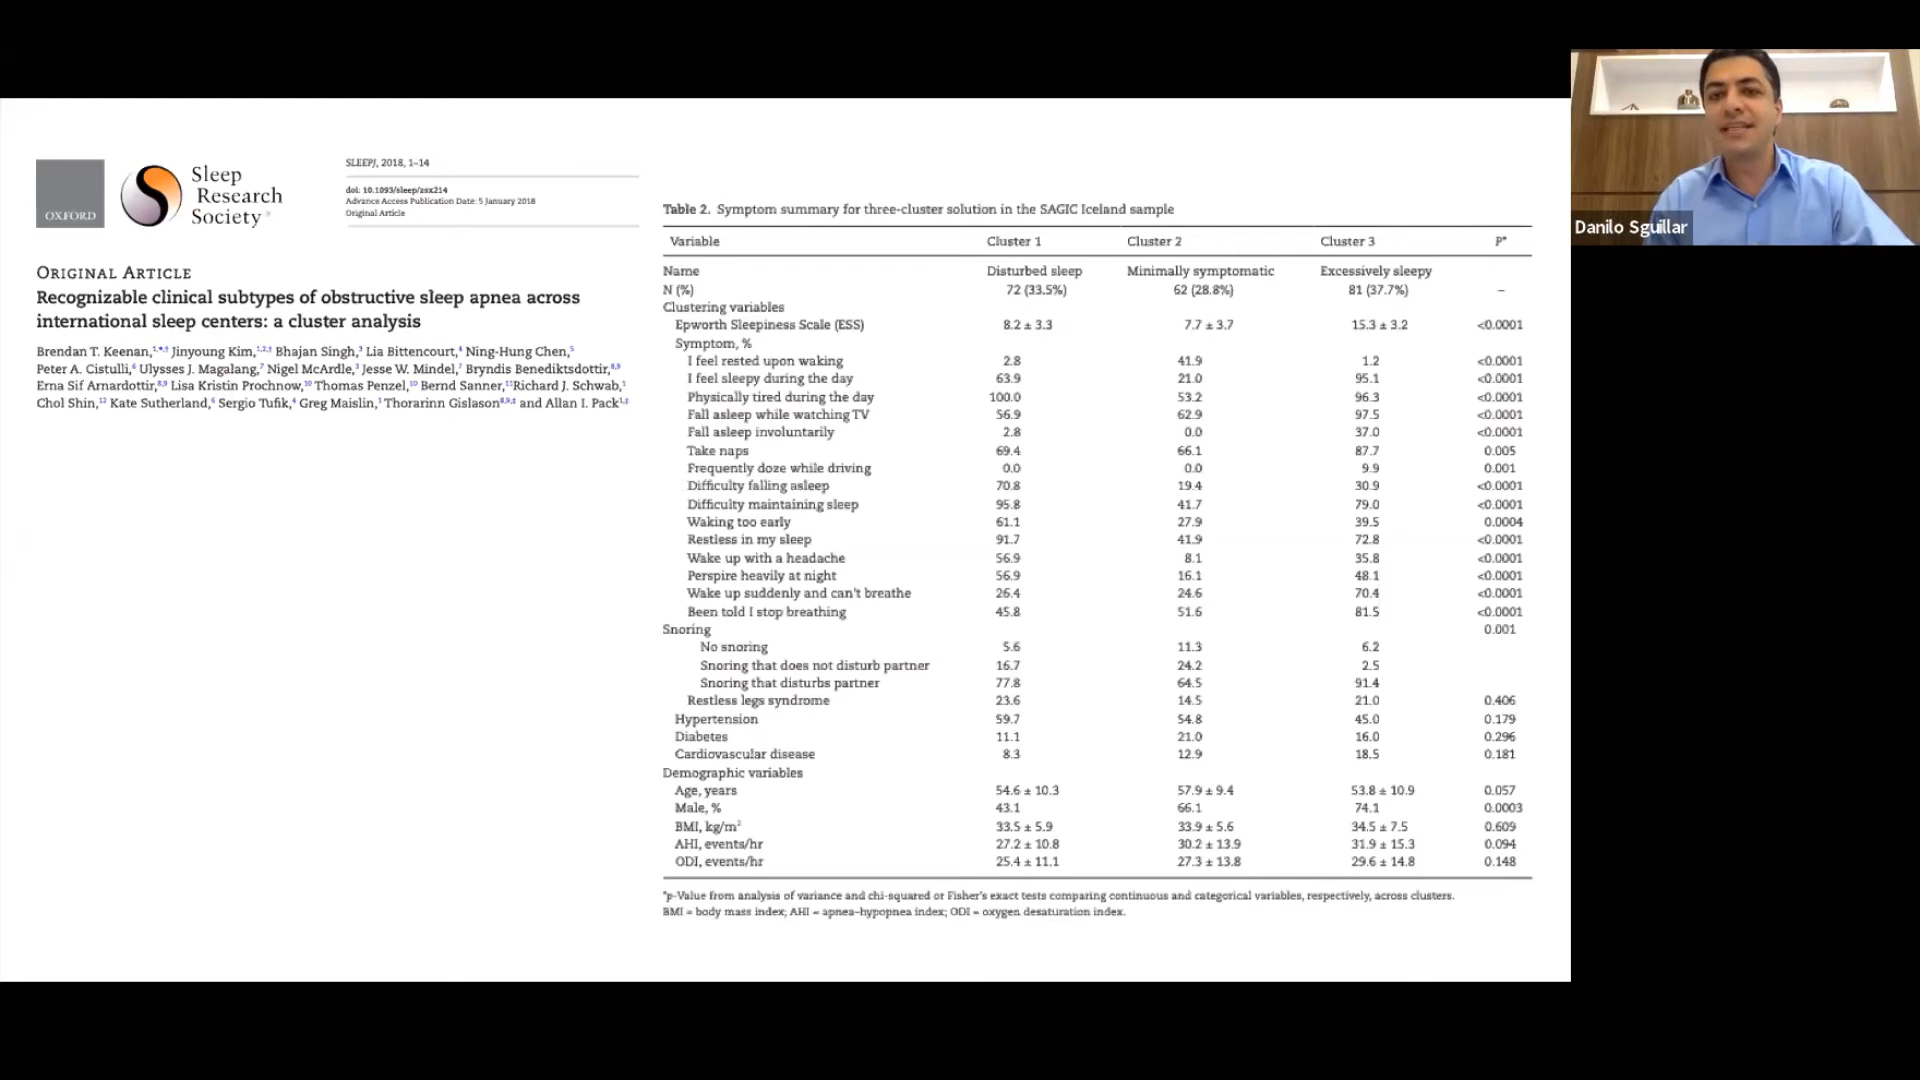 OXFORD
Sleep
Research
Society®
SLEEPJ, 2018, 1–14
doi: 10.1093/sleep/zsx214
Advance Access Publication Date: 5 January 2018
Original Article
ORIGINAL ARTICLE
Recognizable clinical subtypes of obstructive sleep apnea across
international sleep centers: a cluster analysis
Brendan T. Keenan,1,*,† Jinyoung Kim,1,2,† Bhajan Singh,3 Lia Bittencourt,4 Ning-Hung Chen,5
Peter A. Cistulli,6 Ulysses J. Magalang,7 Nigel McArdle,3 Jesse W. Mindel,7 Bryndis Benediktsdottir,8,9
Erna Sif Arnardottir,8,9 Lisa Kristin Prochnow,10 Thomas Penzel,10 Bernd Sanner,11 Richard J. Schwab,1
Chol Shin,12 Kate Sutherland,6 Sergio Tufik,4 Greg Maislin,1 Thorarinn Gislason8,9,‡ and Allan I. Pack1,‡
Table 2. Symptom summary for three-cluster solution in the SAGIC Iceland sample
Variable Cluster 1 Cluster 2 Cluster 3 P*
Name Disturbed sleep Minimally symptomatic Excessively sleepy
N (%) 72 (33.5%) 62 (28.8%) 81 (37.7%) –
Clustering variables
Epworth Sleepiness Scale (ESS) 8.2 ± 3.3 7.7 ± 3.7 15.3 ± 3.2 <0.0001
Symptom, %
I feel rested upon waking 2.8 41.9 1.2 <0.0001
I feel sleepy during the day 63.9 21.0 95.1 <0.0001
Physically tired during the day 100.0 53.2 96.3 <0.0001
Fall asleep while watching TV 56.9 62.9 97.5 <0.0001
Fall asleep involuntarily 2.8 0.0 37.0 <0.0001
Take naps 69.4 66.1 87.7 0.005
Frequently doze while driving 0.0 0.0 9.9 0.001
Difficulty falling asleep 70.8 19.4 30.9 <0.0001
Difficulty maintaining sleep 95.8 41.7 79.0 <0.0001
Waking too early 61.1 27.9 39.5 0.0004
Restless in my sleep 91.7 41.9 72.8 <0.0001
Wake up with a headache 56.9 8.1 35.8 <0.0001
Perspire heavily at night 56.9 16.1 48.1 <0.0001
Wake up suddenly and can't breathe 26.4 24.6 70.4 <0.0001
Been told I stop breathing 45.8 51.6 81.5 <0.0001
Snoring 0.001
No snoring 5.6 11.3 6.2
Snoring that does not disturb partner 16.7 24.2 2.5
Snoring that disturbs partner 77.8 64.5 91.4
Restless legs syndrome 23.6 14.5 21.0 0.406
Hypertension 59.7 54.8 45.0 0.179
Diabetes 11.1 21.0 16.0 0.296
Cardiovascular disease 8.3 12.9 18.5 0.181
Demographic variables
Age, years 54.6 ± 10.3 57.9 ± 9.4 53.8 ± 10.9 0.057
Male, % 43.1 66.1 74.1 0.0003
BMI, kg/m2 33.5 ± 5.9 33.9 ± 5.6 34.5 ± 7.5 0.609
AHI, events/hr 27.2 ± 10.8 30.2 ± 13.9 31.9 ± 15.3 0.094
ODI, events/hr 25.4 ± 11.1 27.3 ± 13.8 29.6 ± 14.8 0.148
*p-Value from analysis of variance and chi-squared or Fisher's exact tests comparing continuous and categorical variables, respectively, across clusters.
BMI = body mass index; AHI = apnea–hypopnea index; ODI = oxygen desaturation index.
Danilo Sguillar